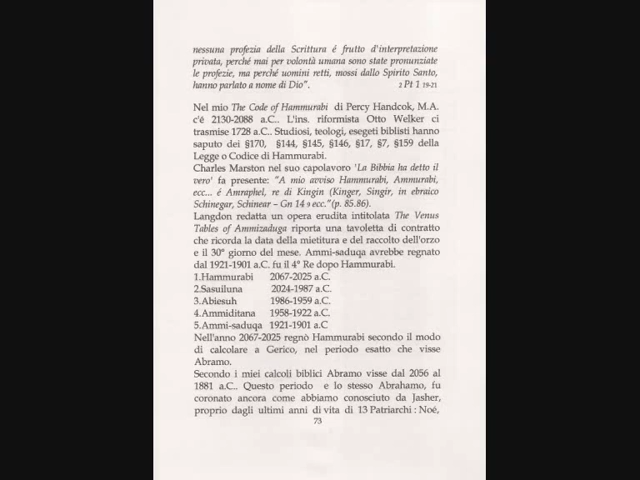 nessuna profezia della Scrittura é frutto d'interpretazione
privata, perché mai per volontà umana sono state pronunziate
le profezie, ma perché uomini retti, mossi dallo Spirito Santo,
hanno parlato a nome di Dio". 2 Pt 1 19-21
Nel mio The Code of Hammurabi di Percy Handcok, M.A.
c'è 2130-2088 a.C.. L'ins. riformista Otto Welker ci
trasmise 1728 a.C.. Studiosi, teologi, esegeti biblisti hanno
saputo dei §170, §144, §145, §146, §17, §7, §159 della
Legge o Codice di Hammurabi.
Charles Marston nel suo capolavoro 'La Bibbia ha detto il
vero' fa presente: "A mio avviso Hammurabi, Ammurabi,
ecc... é Amraphel, re di Kingin (Kinger, Singir, in ebraico
Schinegar, Schinear – Gn 14 9 ecc."(p. 85.86).
Langdon redatta un opera erudita intitolata The Venus
Tables of Ammizaduga riporta una tavoletta di contratto
che ricorda la data della mietitura e del raccolto dell'orzo
e il 30° giorno del mese. Ammi-saduqa avrebbe regnato
dal 1921-1901 a.C. fu il 4° Re dopo Hammurabi.
1.Hammurabi 2067-2025 a.C.
2.Sasuiluna 2024-1987 a.C.
3.Abiesuh 1986-1959 a.C.
4.Ammiditana 1958-1922 a.C.
5.Ammi-saduqa 1921-1901 a.C
Nell'anno 2067-2025 regnò Hammurabi secondo il modo
di calcolare a Gerico, nel periodo esatto che visse
Abramo.
Secondo i miei calcoli biblici Abramo visse dal 2056 al
1881 a.C.. Questo periodo e lo stesso Abrahamo, fu
coronato ancora come abbiamo conosciuto da Jasher,
proprio dagli ultimi anni di vita di 13 Patriarchi : Noé,
73